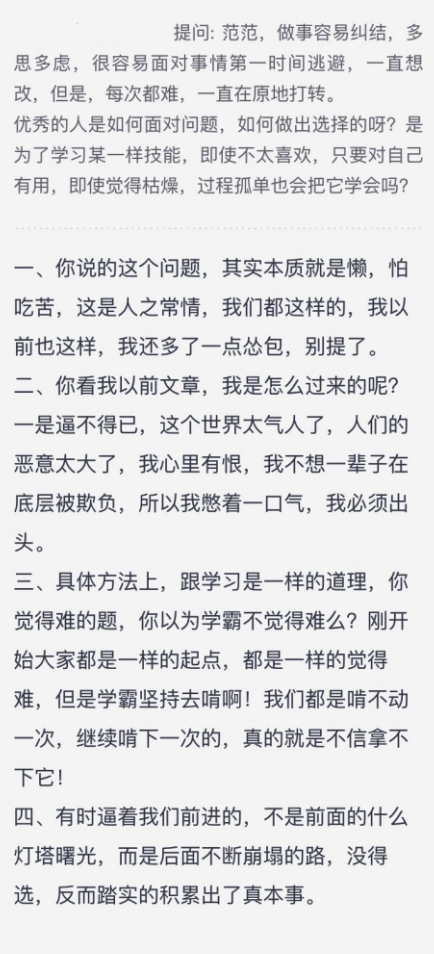 提问: 范范，做事容易纠结，多
思多虑，很容易面对事情第一时间逃避，一直想
改，但是，每次都难，一直在原地打转。
优秀的人是如何面对问题，如何做出选择的呀？是
为了学习某一样技能，即使不太喜欢，只要对自己
有用，即使觉得枯燥，过程孤单也会把它学会吗？
一、你说的这个问题，其实本质就是懒，怕
吃苦，这是人之常情，我们都这样的，我以
前也这样，我还多了一点怂包，别提了。
二、你看我以前文章，我是怎么过来的呢？
一是逼不得已，这个世界太气人了，人们的
恶意太大了，我心里有恨，我不想一辈子在
底层被欺负，所以我憋着一口气，我必须出
头。
三、具体方法上，跟学习是一样的道理，你
觉得难的题，你以为学霸不觉得难么？刚开
始大家都是一样的起点，都是一样的觉得
难，但是学霸坚持去啃啊！我们都是啃不动
一次，继续啃下一次的，真的就是不信拿不
下它！
四、有时逼着我们前进的，不是前面的什么
灯塔曙光，而是后面不断崩塌的路，没得
选，反而踏实的积累出了真本事。